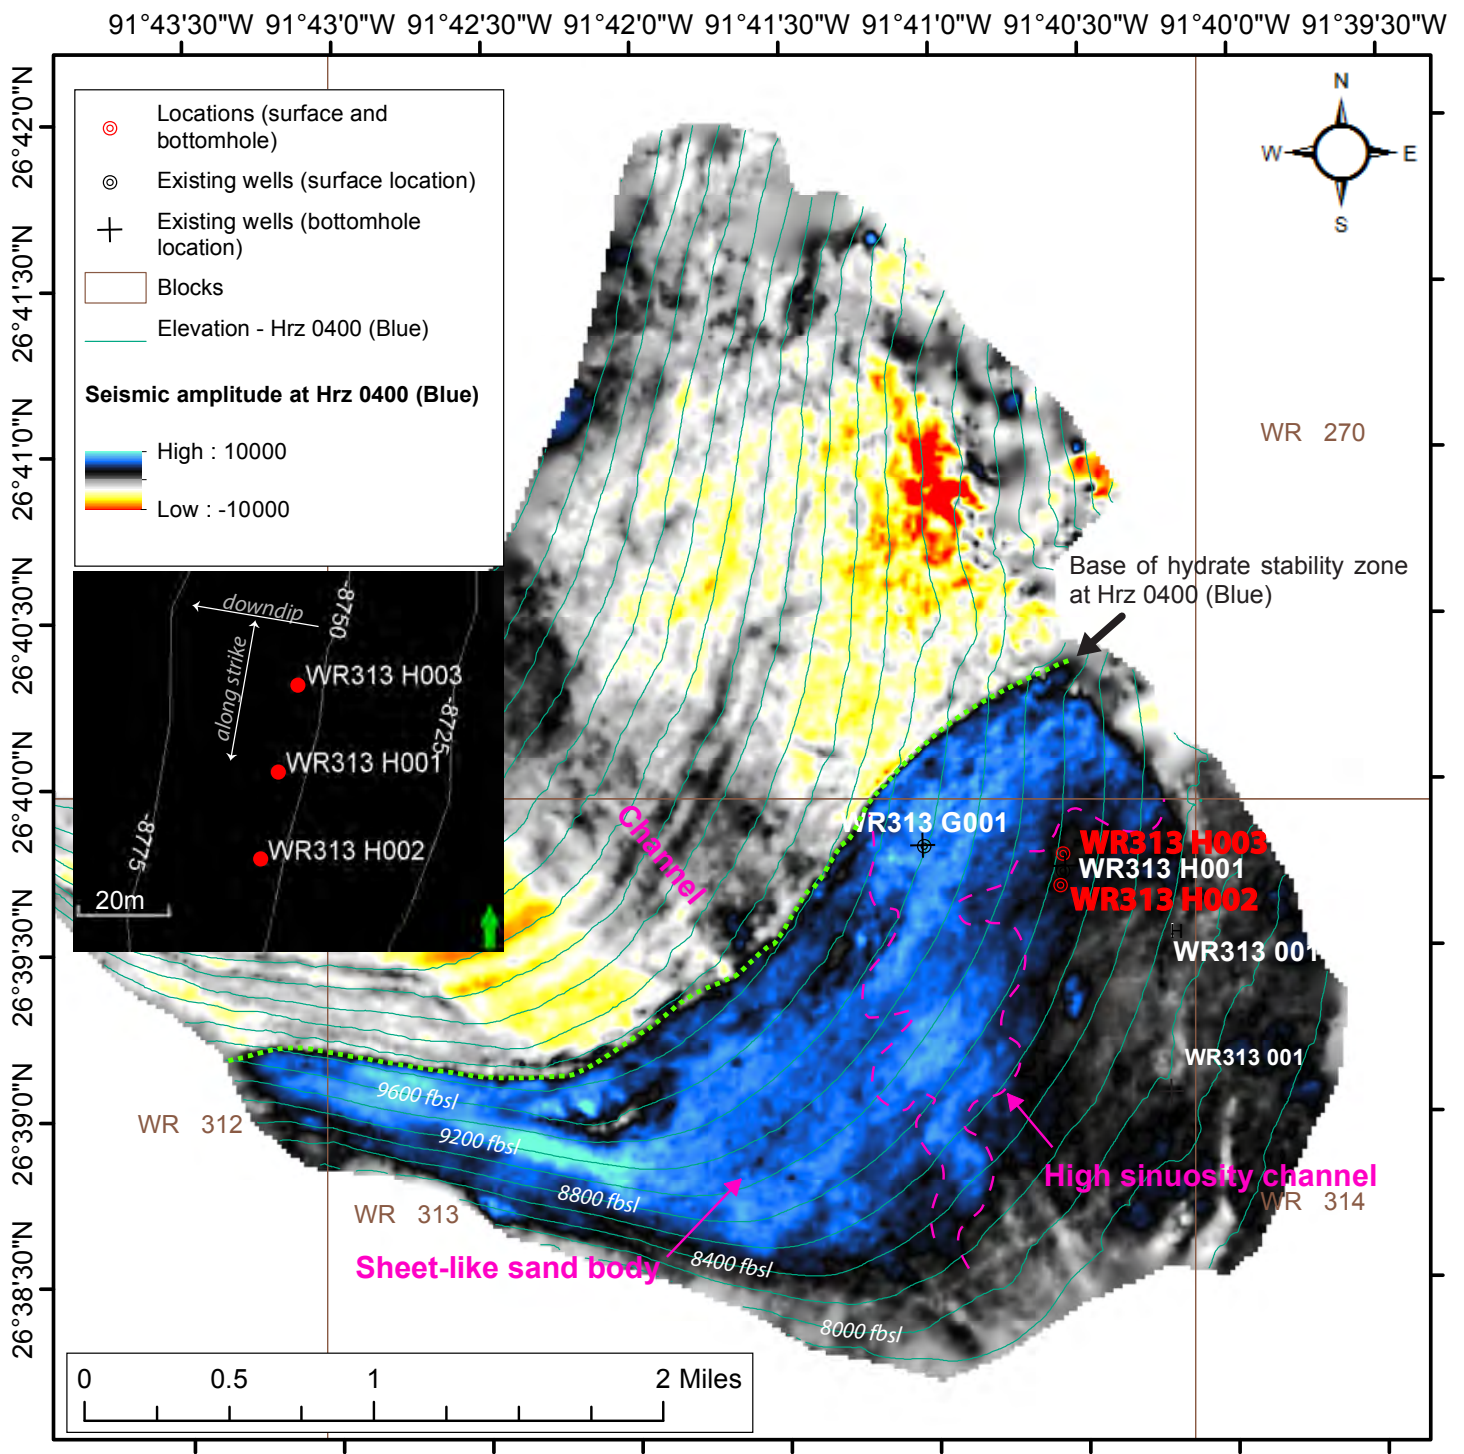 91°43'30"W 91°43'0"W 91°42'30"W 91°42'0"W 91°41'30"W 91°41'0"W 91°40'30"W 91°40'0"W 91°39'30"W
26°42'0"N
26°41'30"N
26°41'0"N
26°40'30"N
26°40'0"N
26°39'30"N
26°39'0"N
26°38'30"N
Locations (surface and
bottomhole)
Existing wells (surface location)
Existing wells (bottomhole
location)
Blocks
Elevation - Hrz 0400 (Blue)
Seismic amplitude at Hrz 0400 (Blue)
High : 10000
Low : -10000
N
W E
S
WR 270
Base of hydrate stability zone
at Hrz 0400 (Blue)
downdip
along strike
-8750
-8725
-8775
WR313 H003
WR313 H001
WR313 H002
20m
Channel
WR313 G001
WR313 H003
WR313 H001
WR313 H002
WR313 001
WR313 001
9600 fbsl
9200 fbsl
8800 fbsl
8400 fbsl
8000 fbsl
WR 312
WR 313
WR 314
High sinuosity channel
Sheet-like sand body
0 0.5 1 2 Miles